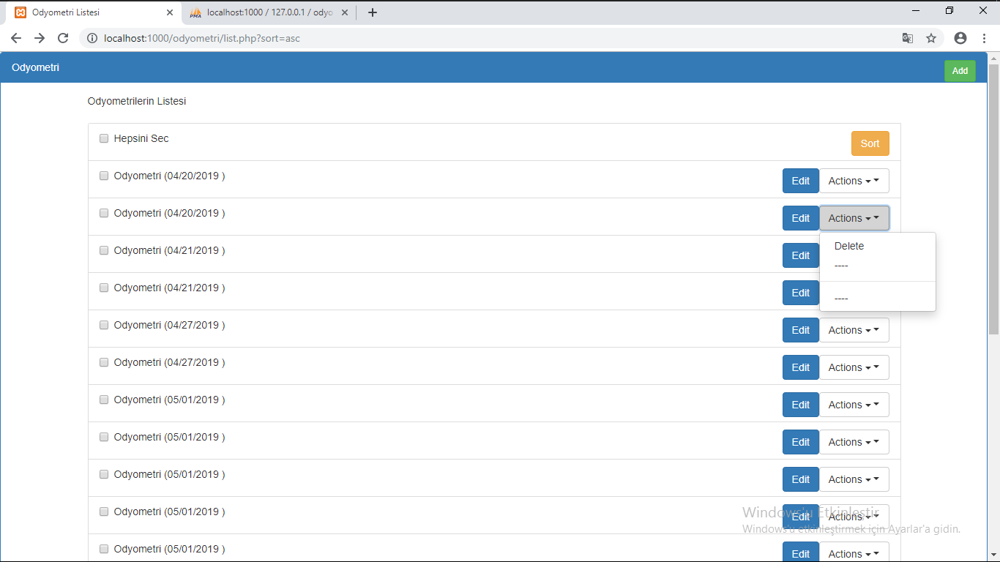 Odyometri Listesi
localhost:1000 / 127.0.0.1 / odyo
localhost:1000/odyometri/list.php?sort=asc
Odyometri
Add
Odyometrilerin Listesi
Hepsini Sec
Sort
Odyometri (04/20/2019 )
Edit
Actions
Odyometri (04/20/2019 )
Edit
Actions
Delete
----
----
Odyometri (04/21/2019 )
Edit
Odyometri (04/21/2019 )
Edit
Odyometri (04/27/2019 )
Edit
Actions
Odyometri (04/27/2019 )
Edit
Actions
Odyometri (05/01/2019 )
Edit
Actions
Odyometri (05/01/2019 )
Edit
Actions
Odyometri (05/01/2019 )
Edit
Actions
Odyometri (05/01/2019 )
Edit
Actions
Windows'u Etkinleştir
Windows'u etkinleştirmek için Ayarlar'a gidin.
Odyometri (05/01/2019 )
Edit
Actions